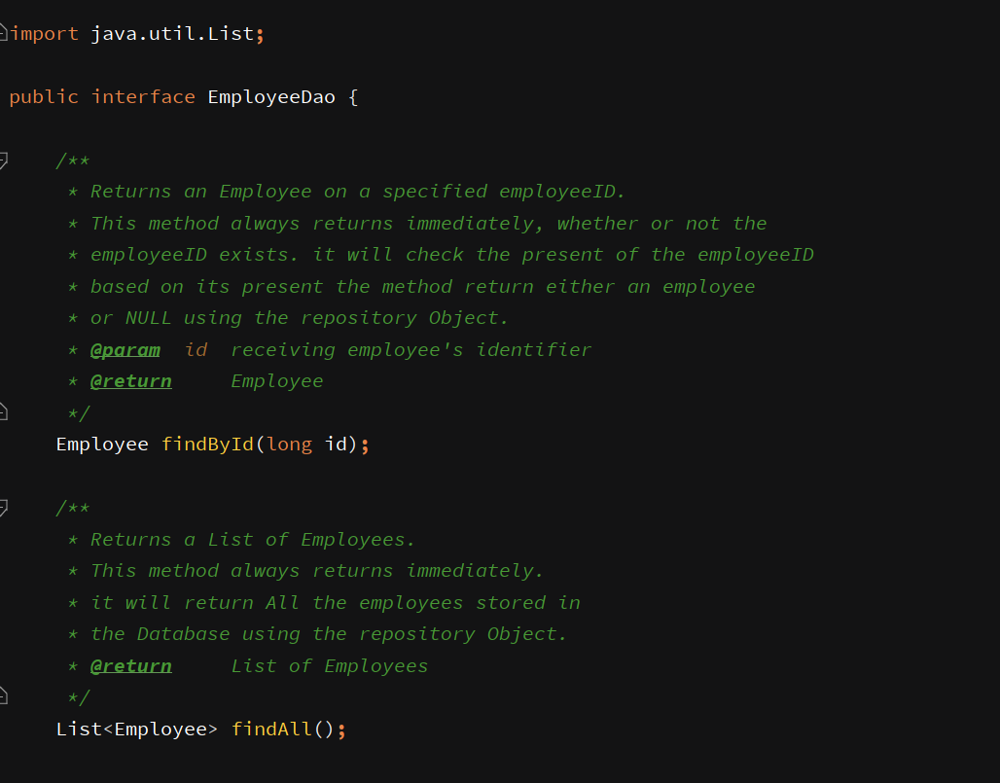 import java.util.List;
public interface EmployeeDao {
/**
* Returns an Employee on a specified employeeID.
* This method always returns immediately, whether or not the
* employeeID exists. it will check the present of the employeeID
* based on its present the method return either an employee
* or NULL using the repository Object.
* @param  id  receiving employee's identifier
* @return     Employee
*/
Employee findById(long id);
/**
* Returns a List of Employees.
* This method always returns immediately.
* it will return All the employees stored in
* the Database using the repository Object.
* @return     List of Employees
*/
List<Employee> findAll();